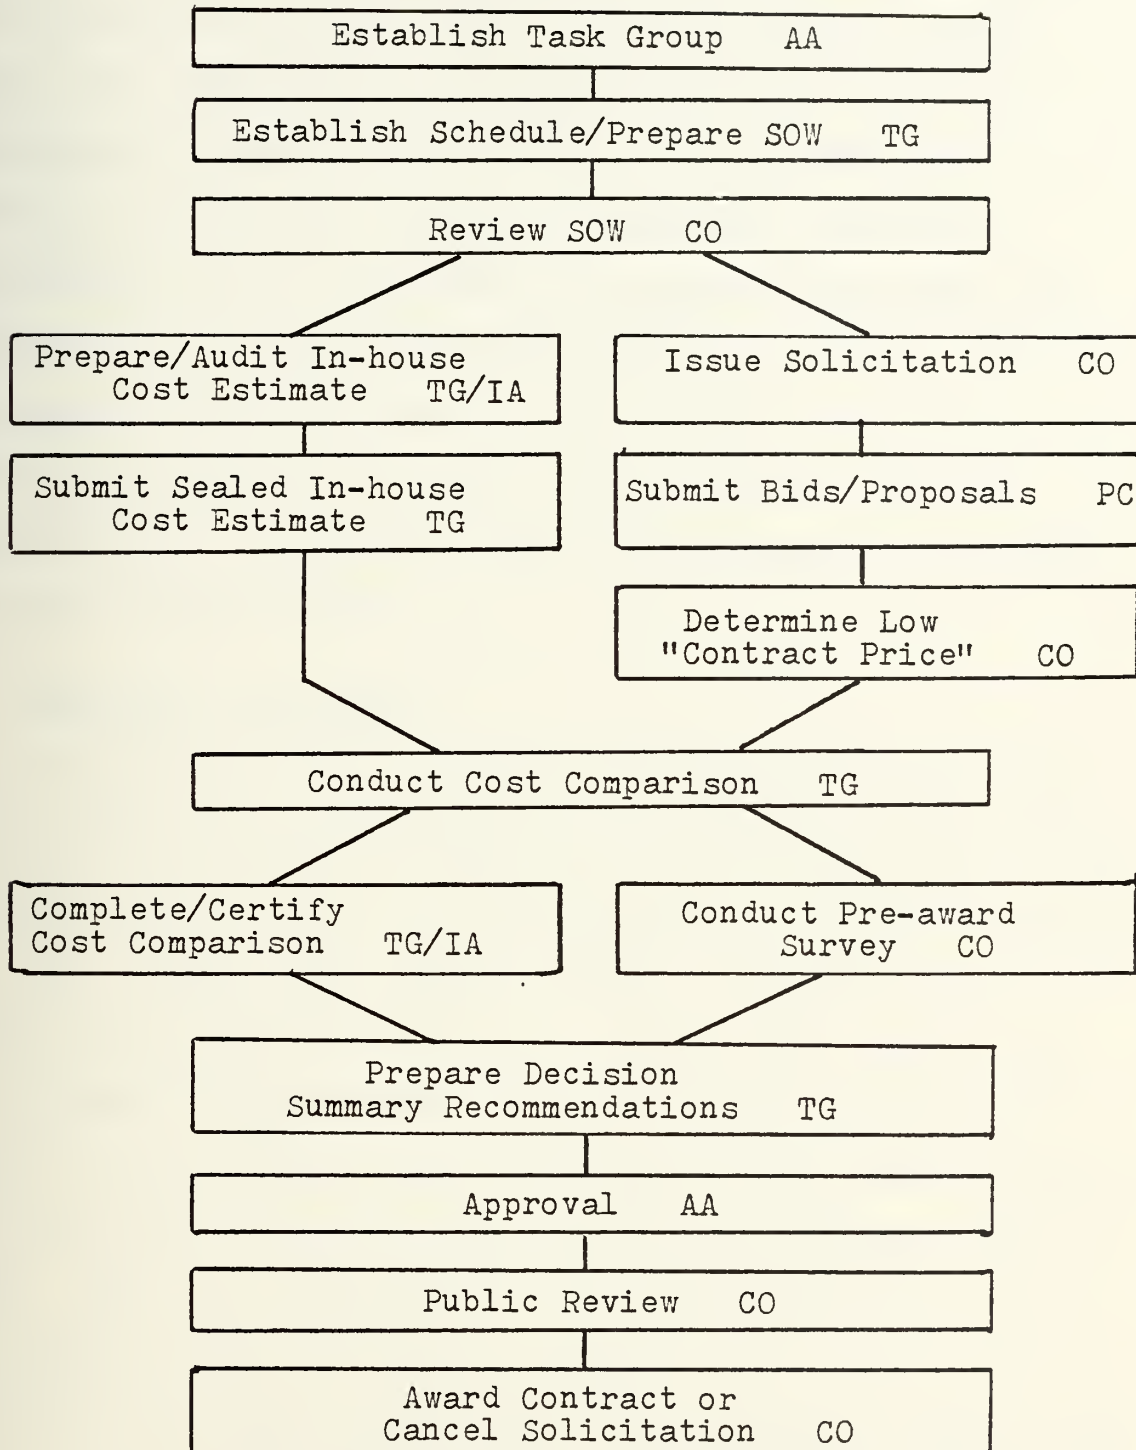 Establish Task Group AA
Establish Schedule/Prepare SOW TG
Review SOW CO
Prepare/Audit In-house
Cost Estimate TG/IA
Issue Solicitation CO
Submit Sealed In-house
Cost Estimate TG
Submit Bids/Proposals PC
Determine Low
"Contract Price" CO
Conduct Cost Comparison TG
Complete/Certify
Cost Comparison TG/IA
Conduct Pre-award
Survey CO
Prepare Decision
Summary Recommendations TG
Approval AA
Public Review CO
Award Contract or
Cancel Solicitation CO